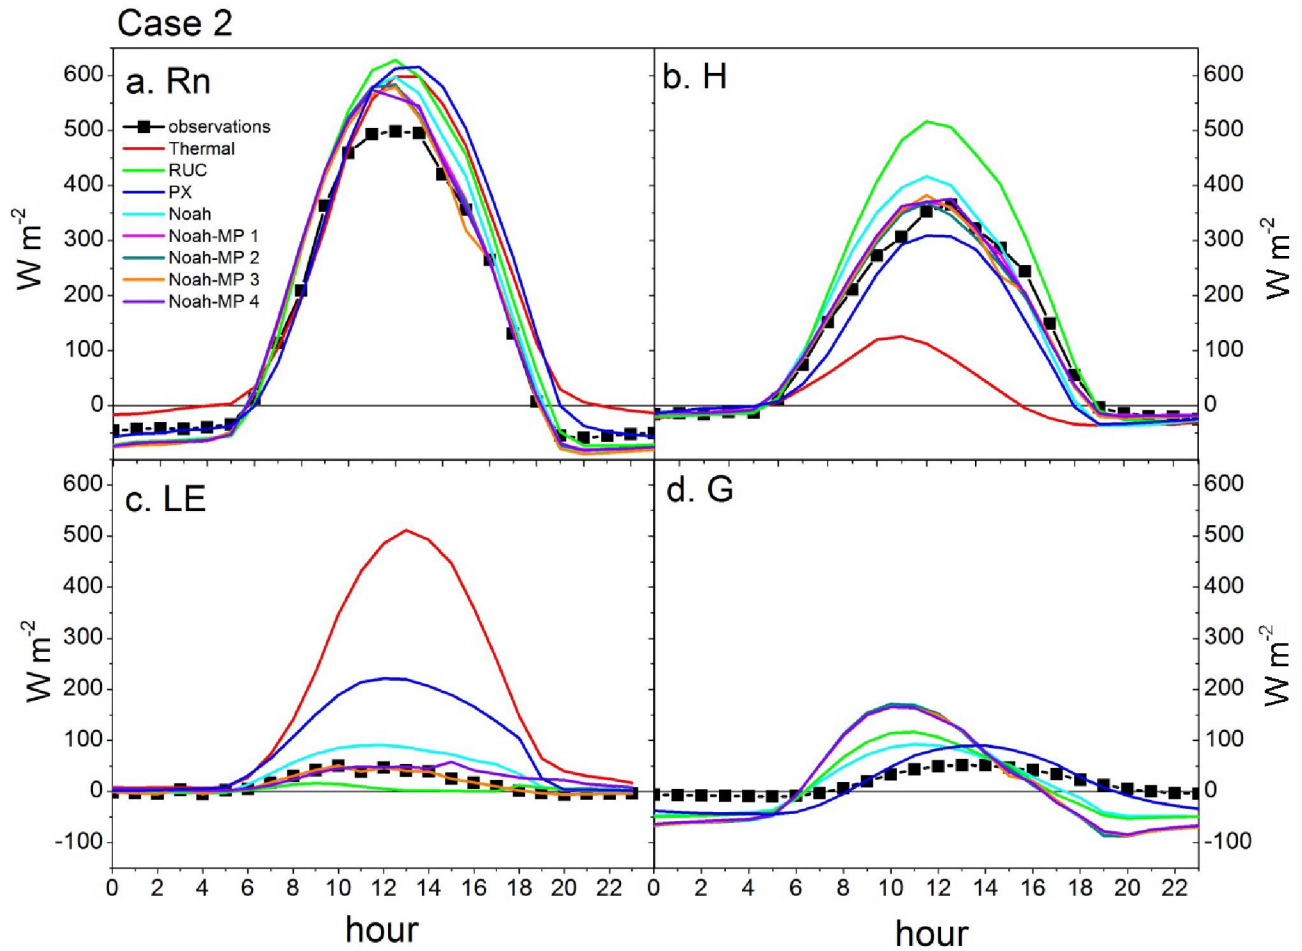 Case 2
a. Rn
b. H
600
500
400
300
200
100
0
W m-2
observations
Thermal
RUC
PX
Noah
Noah-MP 1
Noah-MP 2
Noah-MP 3
Noah-MP 4
600
500
400
300
200
100
0
W m-2
c. LE
d. G
600
500
400
300
200
100
0
-100
W m-2
600
500
400
300
200
100
0
-100
W m-2
0 2 4 6 8 10 12 14 16 18 20 22
0 2 4 6 8 10 12 14 16 18 20 22
hour
hour